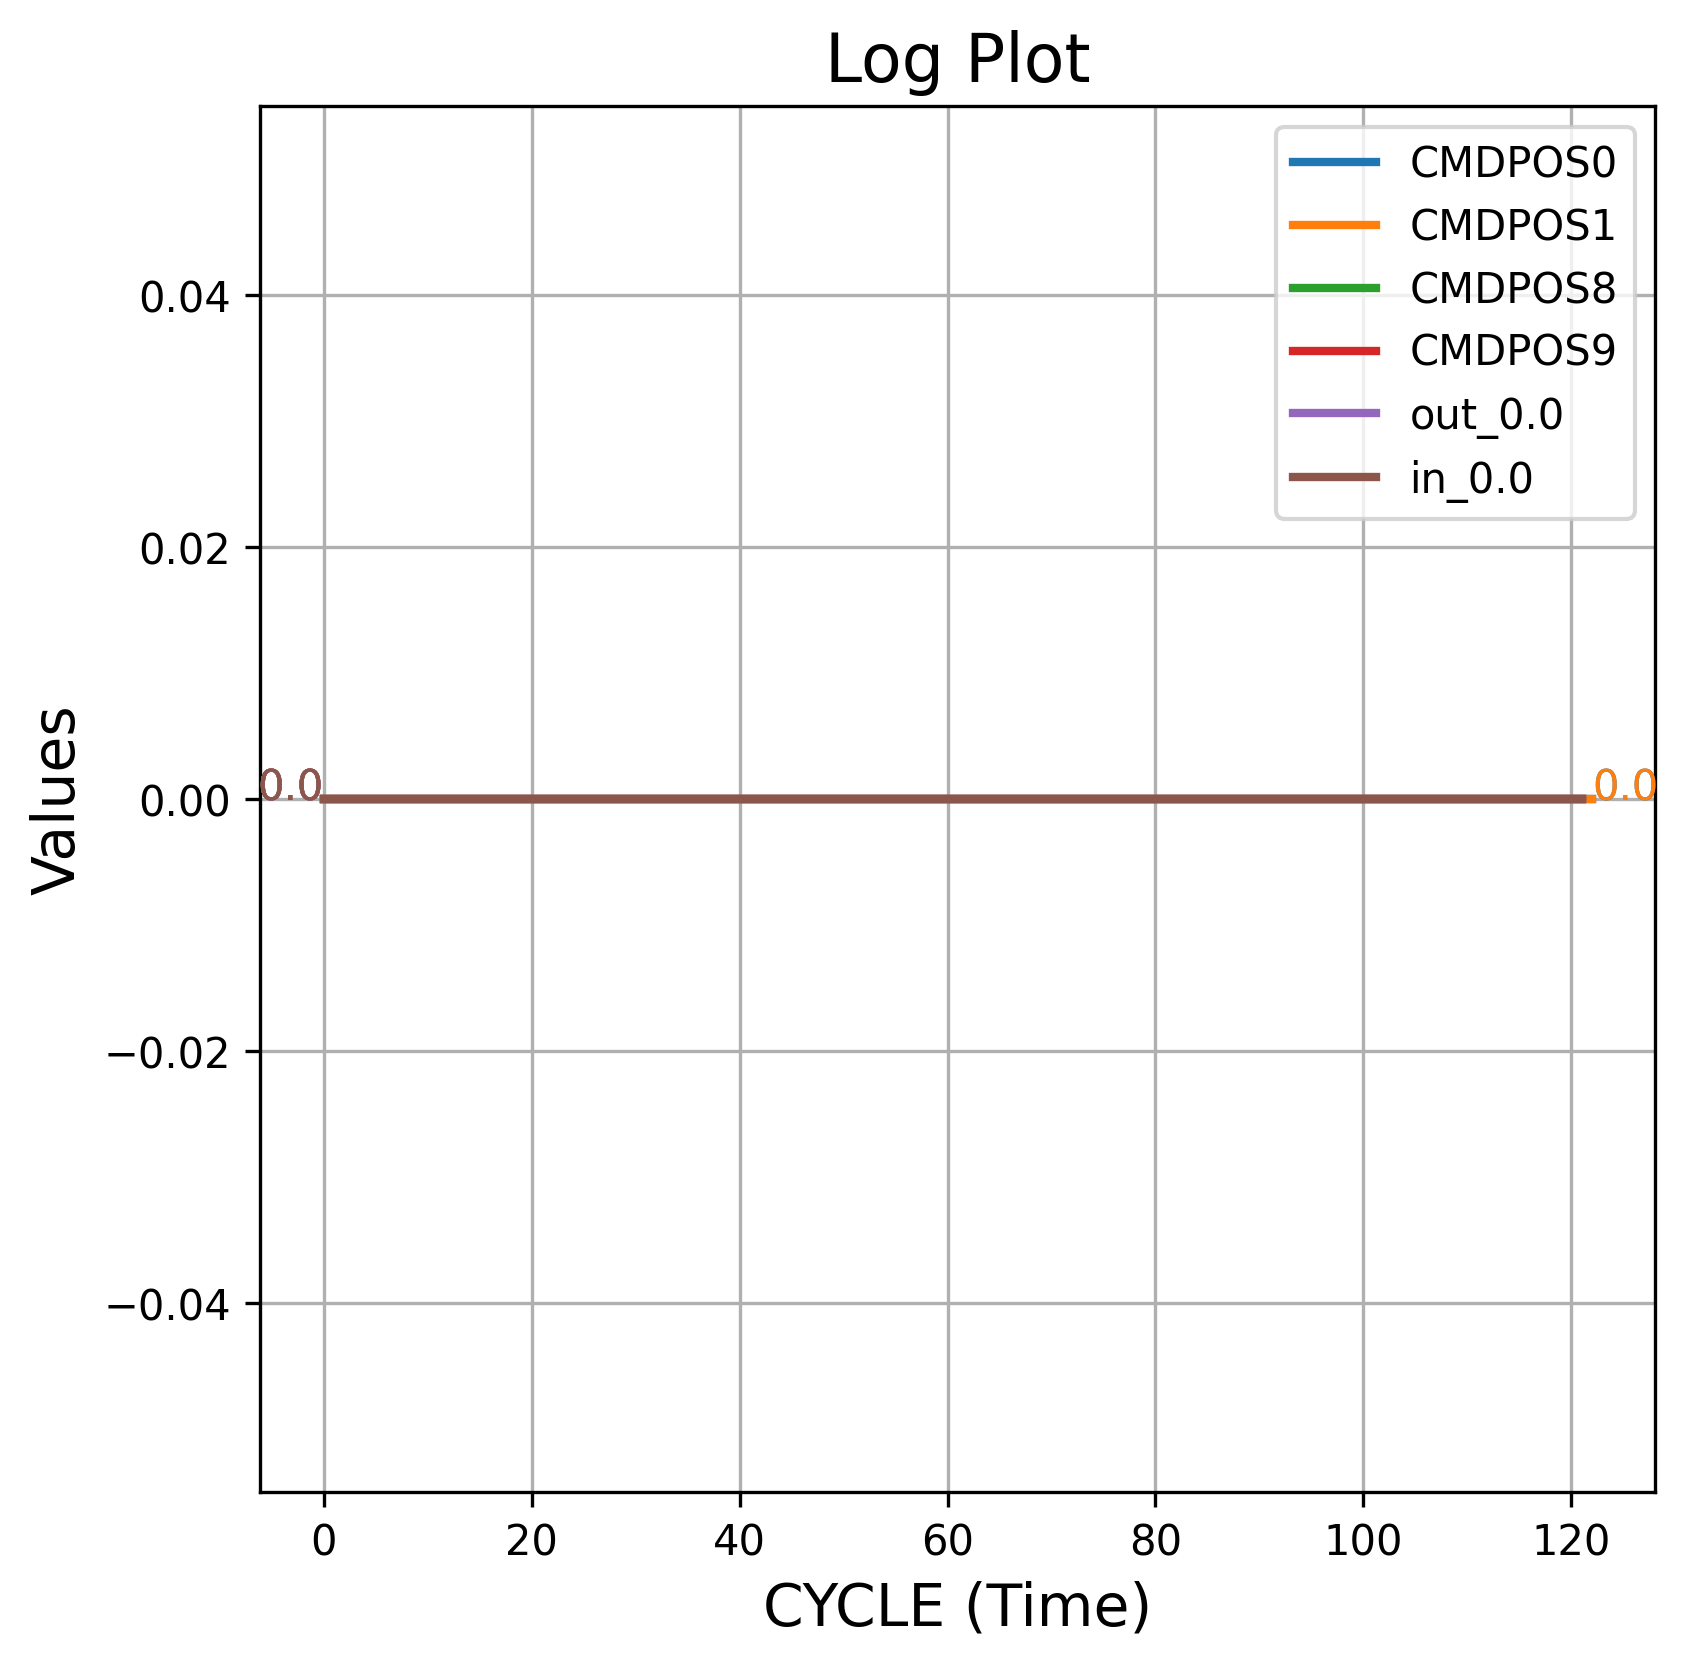 Log Plot
CMDPOS0
CMDPOS1
CMDPOS8
CMDPOS9
out_0.0
in_0.0
0.04
0.02
0.00
−0.02
−0.04
0.0
0.0
Values
0 20 40 60 80 100 120
CYCLE (Time)